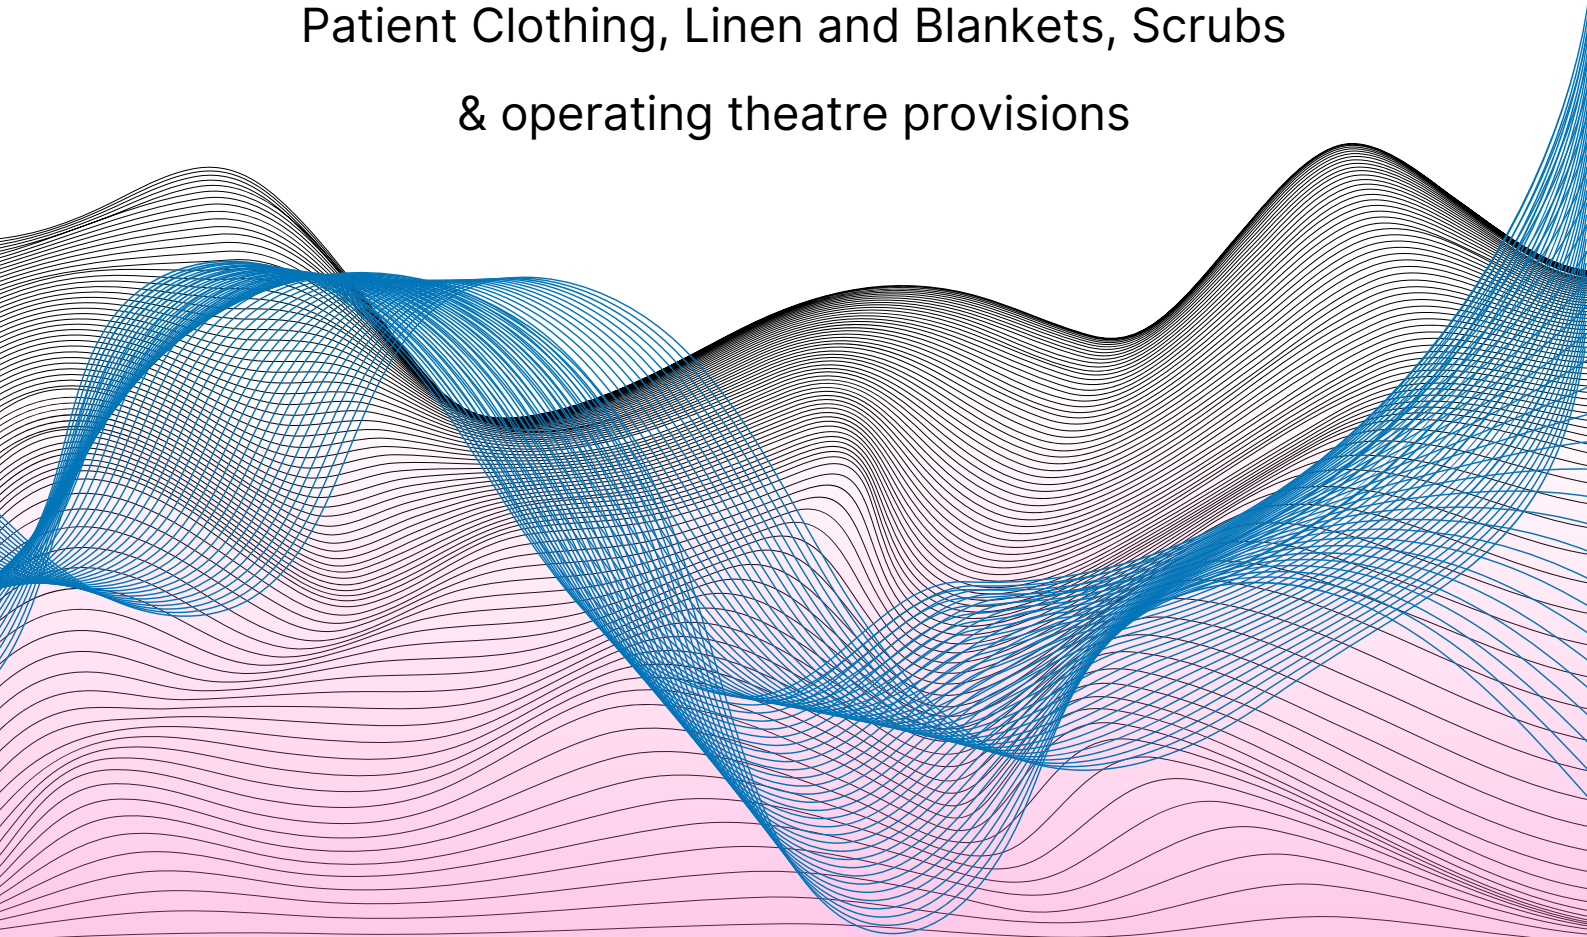 Patient Clothing, Linen and Blankets, Scrubs
& operating theatre provisions